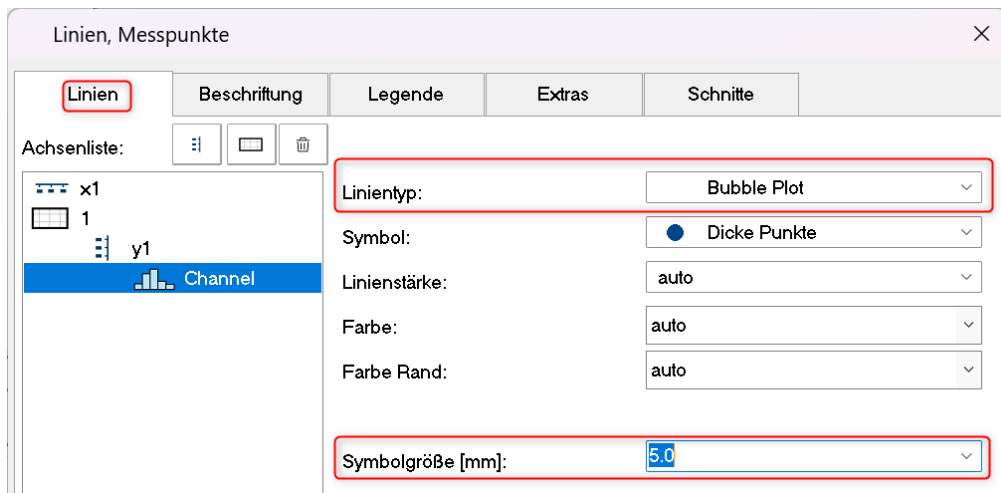 Linien, Messpunkte
Linien Beschriftung Legende Extras Schnitte
Achsenliste:
x1
1
y1
Channel
Linientyp: Bubble Plot
Symbol: Dicke Punkte
Linienstärke: auto
Farbe: auto
Farbe Rand: auto
Symbolgröße [mm]: 5.0